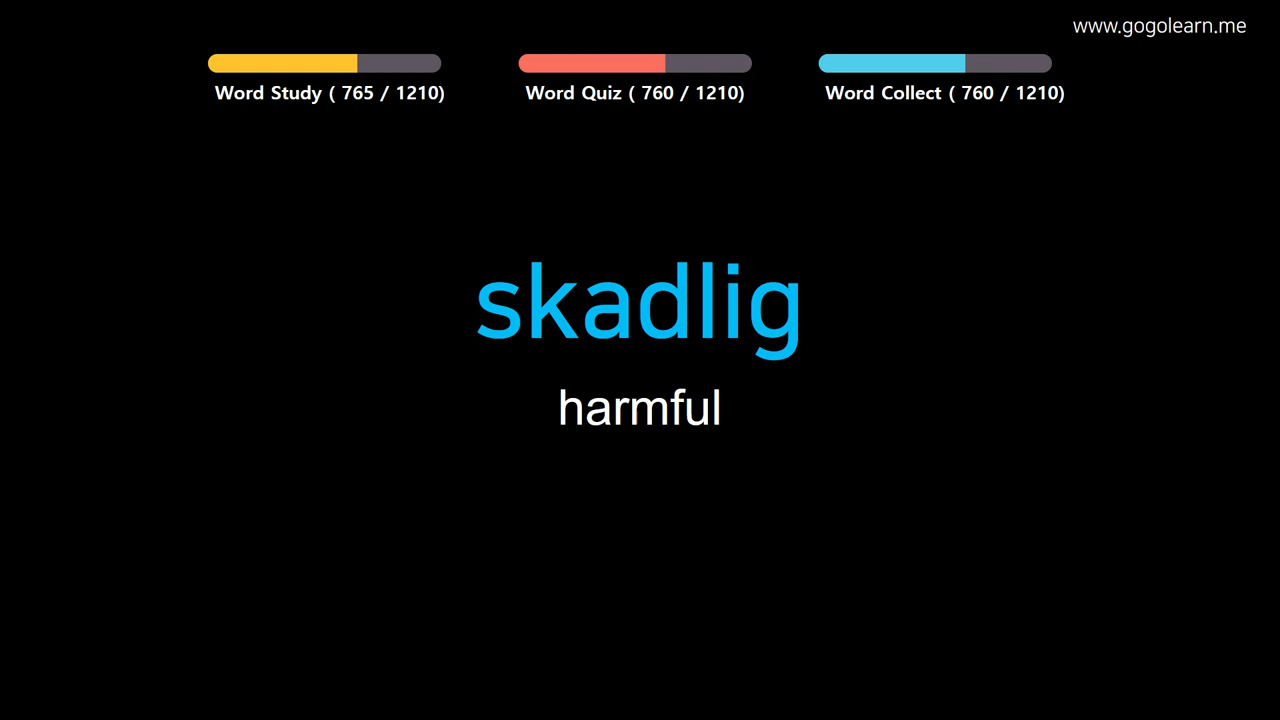 www.gogolearn.me
Word Study ( 765 / 1210)
Word Quiz ( 760 / 1210)
Word Collect ( 760 / 1210)
skadlig
harmful